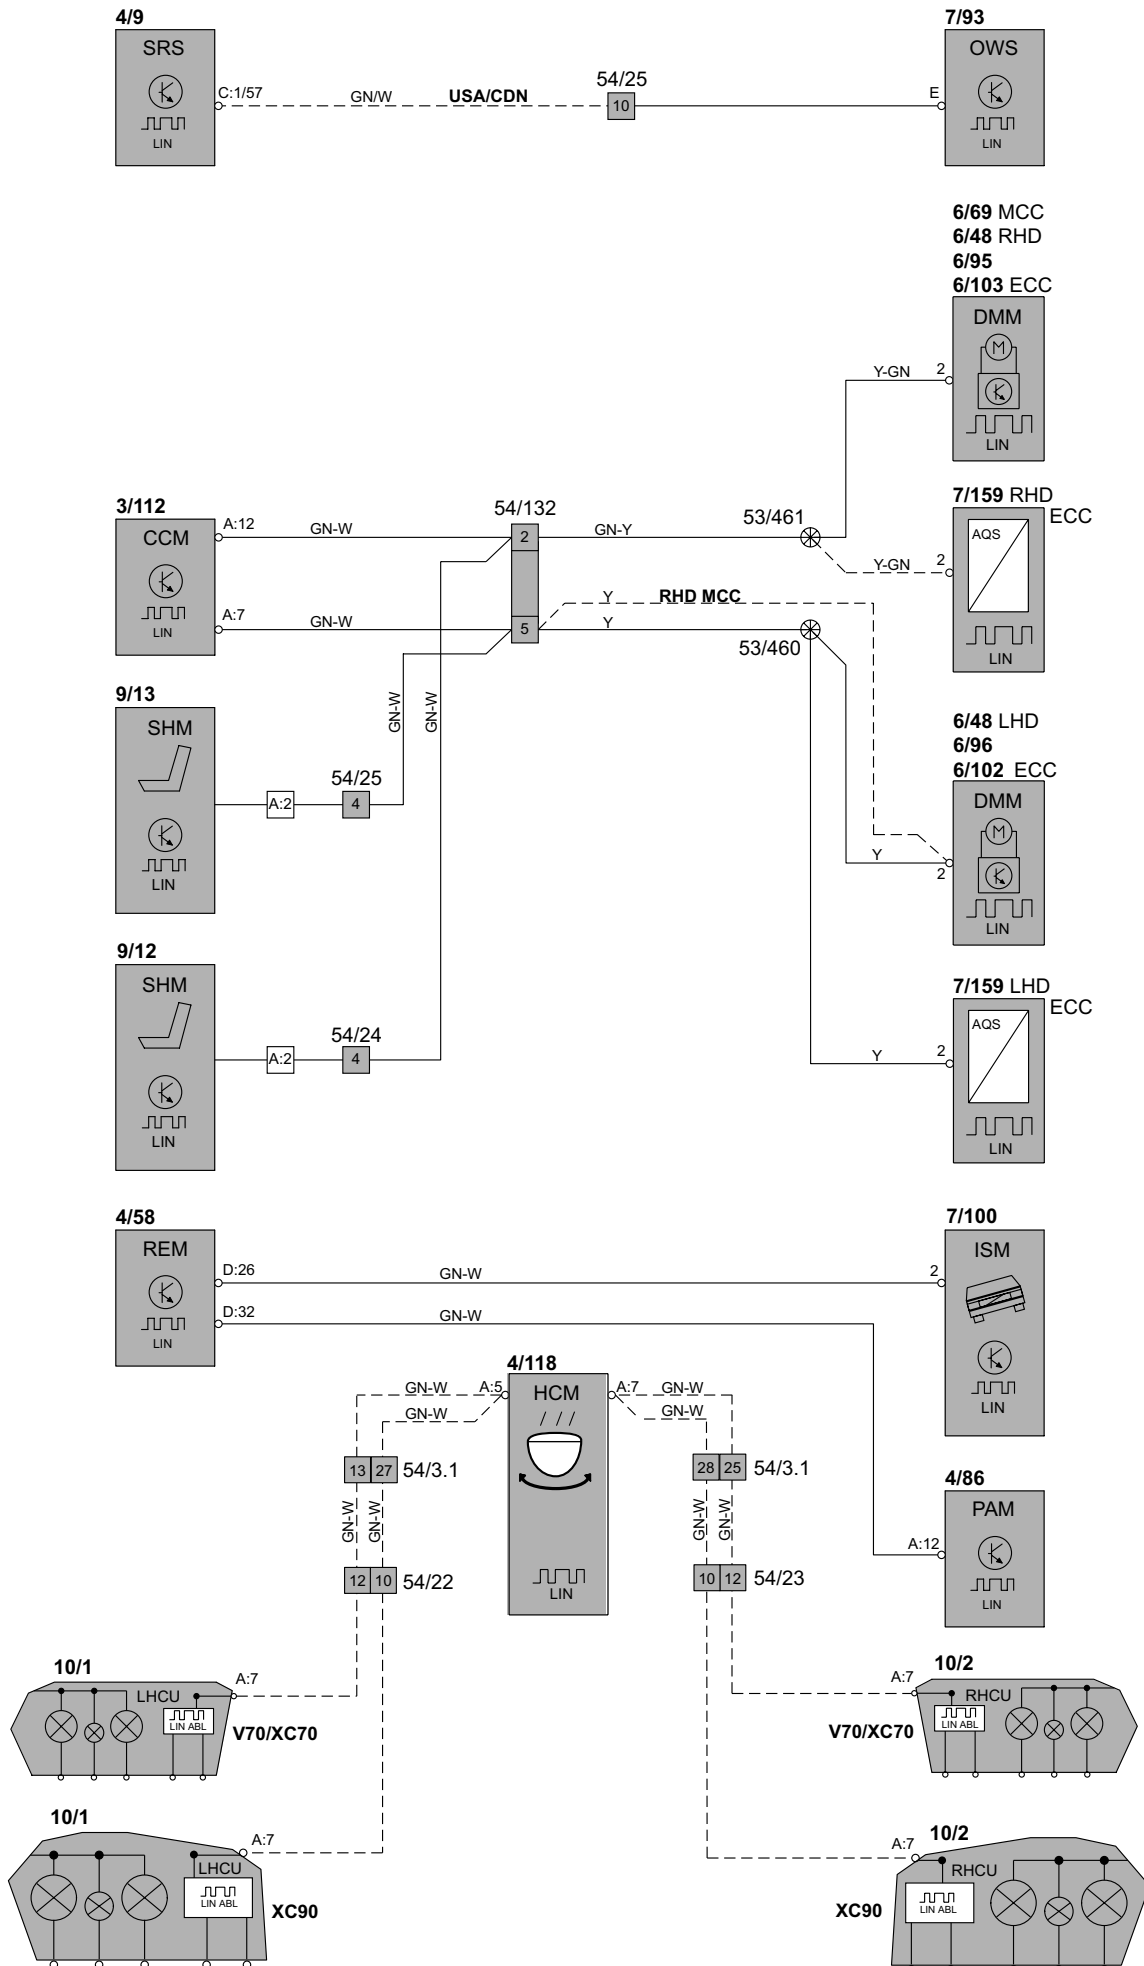 4/9
SRS
LIN
C:1/57
GN/W
USA/CDN
54/25
10
7/93
OWS
E
LIN
6/69 MCC
6/48 RHD
6/95
6/103 ECC
DMM
M
Y-GN
2
LIN
3/112
CCM
LIN
A:12
GN-W
A:7
GN-W
54/132
2
5
GN-Y
53/461
Y-GN
2
7/159 RHD
ECC
AQS
LIN
Y
RHD MCC
Y
53/460
9/13
SHM
LIN
A:2
54/25
4
GN-W
GN-W
6/48 LHD
6/96
6/102 ECC
DMM
M
Y
2
LIN
9/12
SHM
LIN
A:2
54/24
4
7/159 LHD
ECC
AQS
Y
2
LIN
4/58
REM
LIN
D:26
GN-W
D:32
GN-W
7/100
ISM
2
LIN
4/118
HCM
LIN
A:5
GN-W
GN-W
A:7
GN-W
GN-W
13 27
54/3.1
28 25
54/3.1
GN-W
GN-W
GN-W
GN-W
12 10
54/22
10 12
54/23
4/86
PAM
A:12
LIN
10/1
LHCU
LIN ABL
A:7
V70/XC70
10/2
RHCU
LIN ABL
A:7
V70/XC70
10/1
LHCU
LIN ABL
A:7
XC90
10/2
RHCU
LIN ABL
A:7
XC90